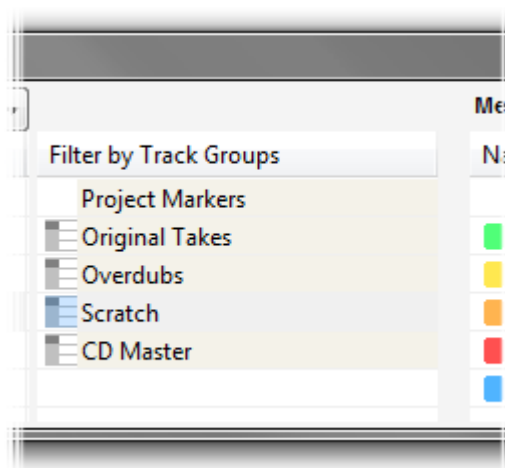 Filter by Track Groups
Project Markers
Original Takes
Overdubs
Scratch
CD Master